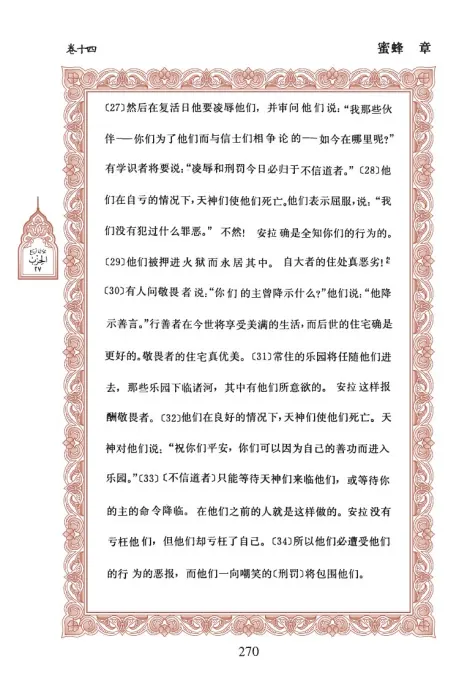 卷十四
蜜蜂 章
〔27〕然后在复活日他要凌辱他们，并审问他们说：“我那些伙
伴——你们为了他们而与信士们相争论的——如今在哪里呢？”
有学识者将要说：“凌辱和刑罚今日必归于不信道者。”〔28〕他
们在自亏的情况下，天神们使他们死亡。他们表示屈服，说：“我
们没有犯过什么罪恶。” 不然！ 安拉确是全知你们的行为的。
〔29〕他们被押进火狱而永居其中。 自大者的住处真恶劣！
〔30〕有人问敬畏者说：“你们的主曾降示什么？”他们说：“他降
示善言。”行善者在今世将享受美满的生活，而后世的住宅确是
更好的。敬畏者的住宅真优美。〔31〕常住的乐园将任随他们进
去，那些乐园下临诸河，其中有他们所意欲的。 安拉这样报
酬敬畏者。〔32〕他们在良好的情况下，天神们使他们死亡。天
神对他们说：“祝你们平安，你们可以因为自己的善功而进入
乐园。”〔33〕〔不信道者〕只能等待天神们来临他们，或等待你
的主的命令降临。在他们之前的人就是这样做的。安拉没有
亏枉他们，但他们却亏枉了自己。〔34〕所以他们必遭受他们
的行为的恶报，而他们一向嘲笑的〔刑罚〕将包围他们。
الحزب
٢٧
270